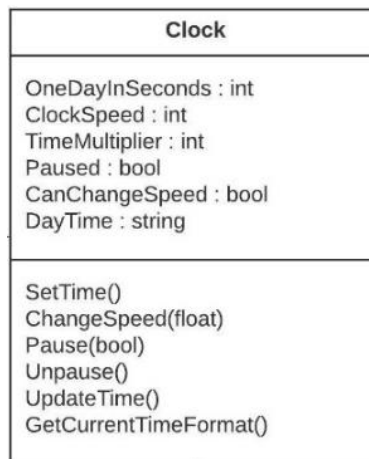 Clock
OneDayInSeconds : int
ClockSpeed : int
TimeMultiplier : int
Paused : bool
CanChangeSpeed : bool
DayTime : string
SetTime()
ChangeSpeed(float)
Pause(bool)
Unpause()
UpdateTime()
GetCurrentTimeFormat()